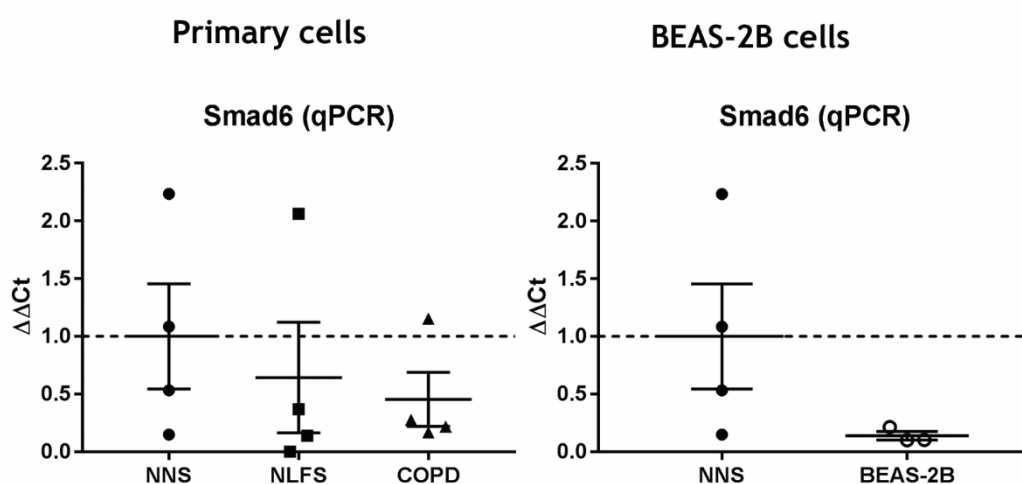 Primary cells
Smad6 (qPCR)
ΔΔCt
2.5
2.0
1.5
1.0
0.5
0.0
NNS
NLFS
COPD
BEAS-2B cells
Smad6 (qPCR)
ΔΔCt
2.5
2.0
1.5
1.0
0.5
0.0
NNS
BEAS-2B